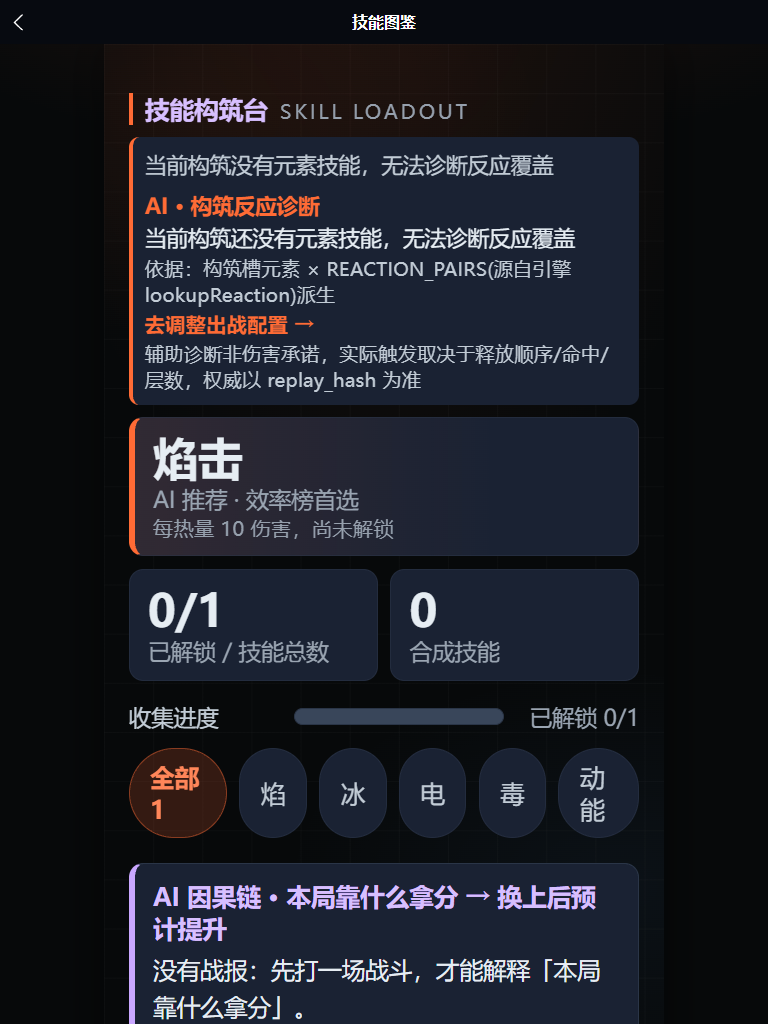 技能图鉴
技能构筑台 SKILL LOADOUT
当前构筑没有元素技能，无法诊断反应覆盖
AI • 构筑反应诊断
当前构筑还没有元素技能，无法诊断反应覆盖
依据：构筑槽元素 × REACTION_PAIRS(源自引擎
lookupReaction)派生
去调整出战配置 →
辅助诊断非伤害承诺，实际触发取决于释放顺序/命中/
层数，权威以 replay_hash 为准
焰击
AI 推荐 · 效率榜首选
每热量 10 伤害，尚未解锁
0/1
已解锁 / 技能总数
0
合成技能
收集进度 已解锁 0/1
全部
1
焰
冰
电
毒
动
能
AI 因果链 • 本局靠什么拿分 → 换上后预
计提升
没有战报：先打一场战斗，才能解释「本局
靠什么拿分」。